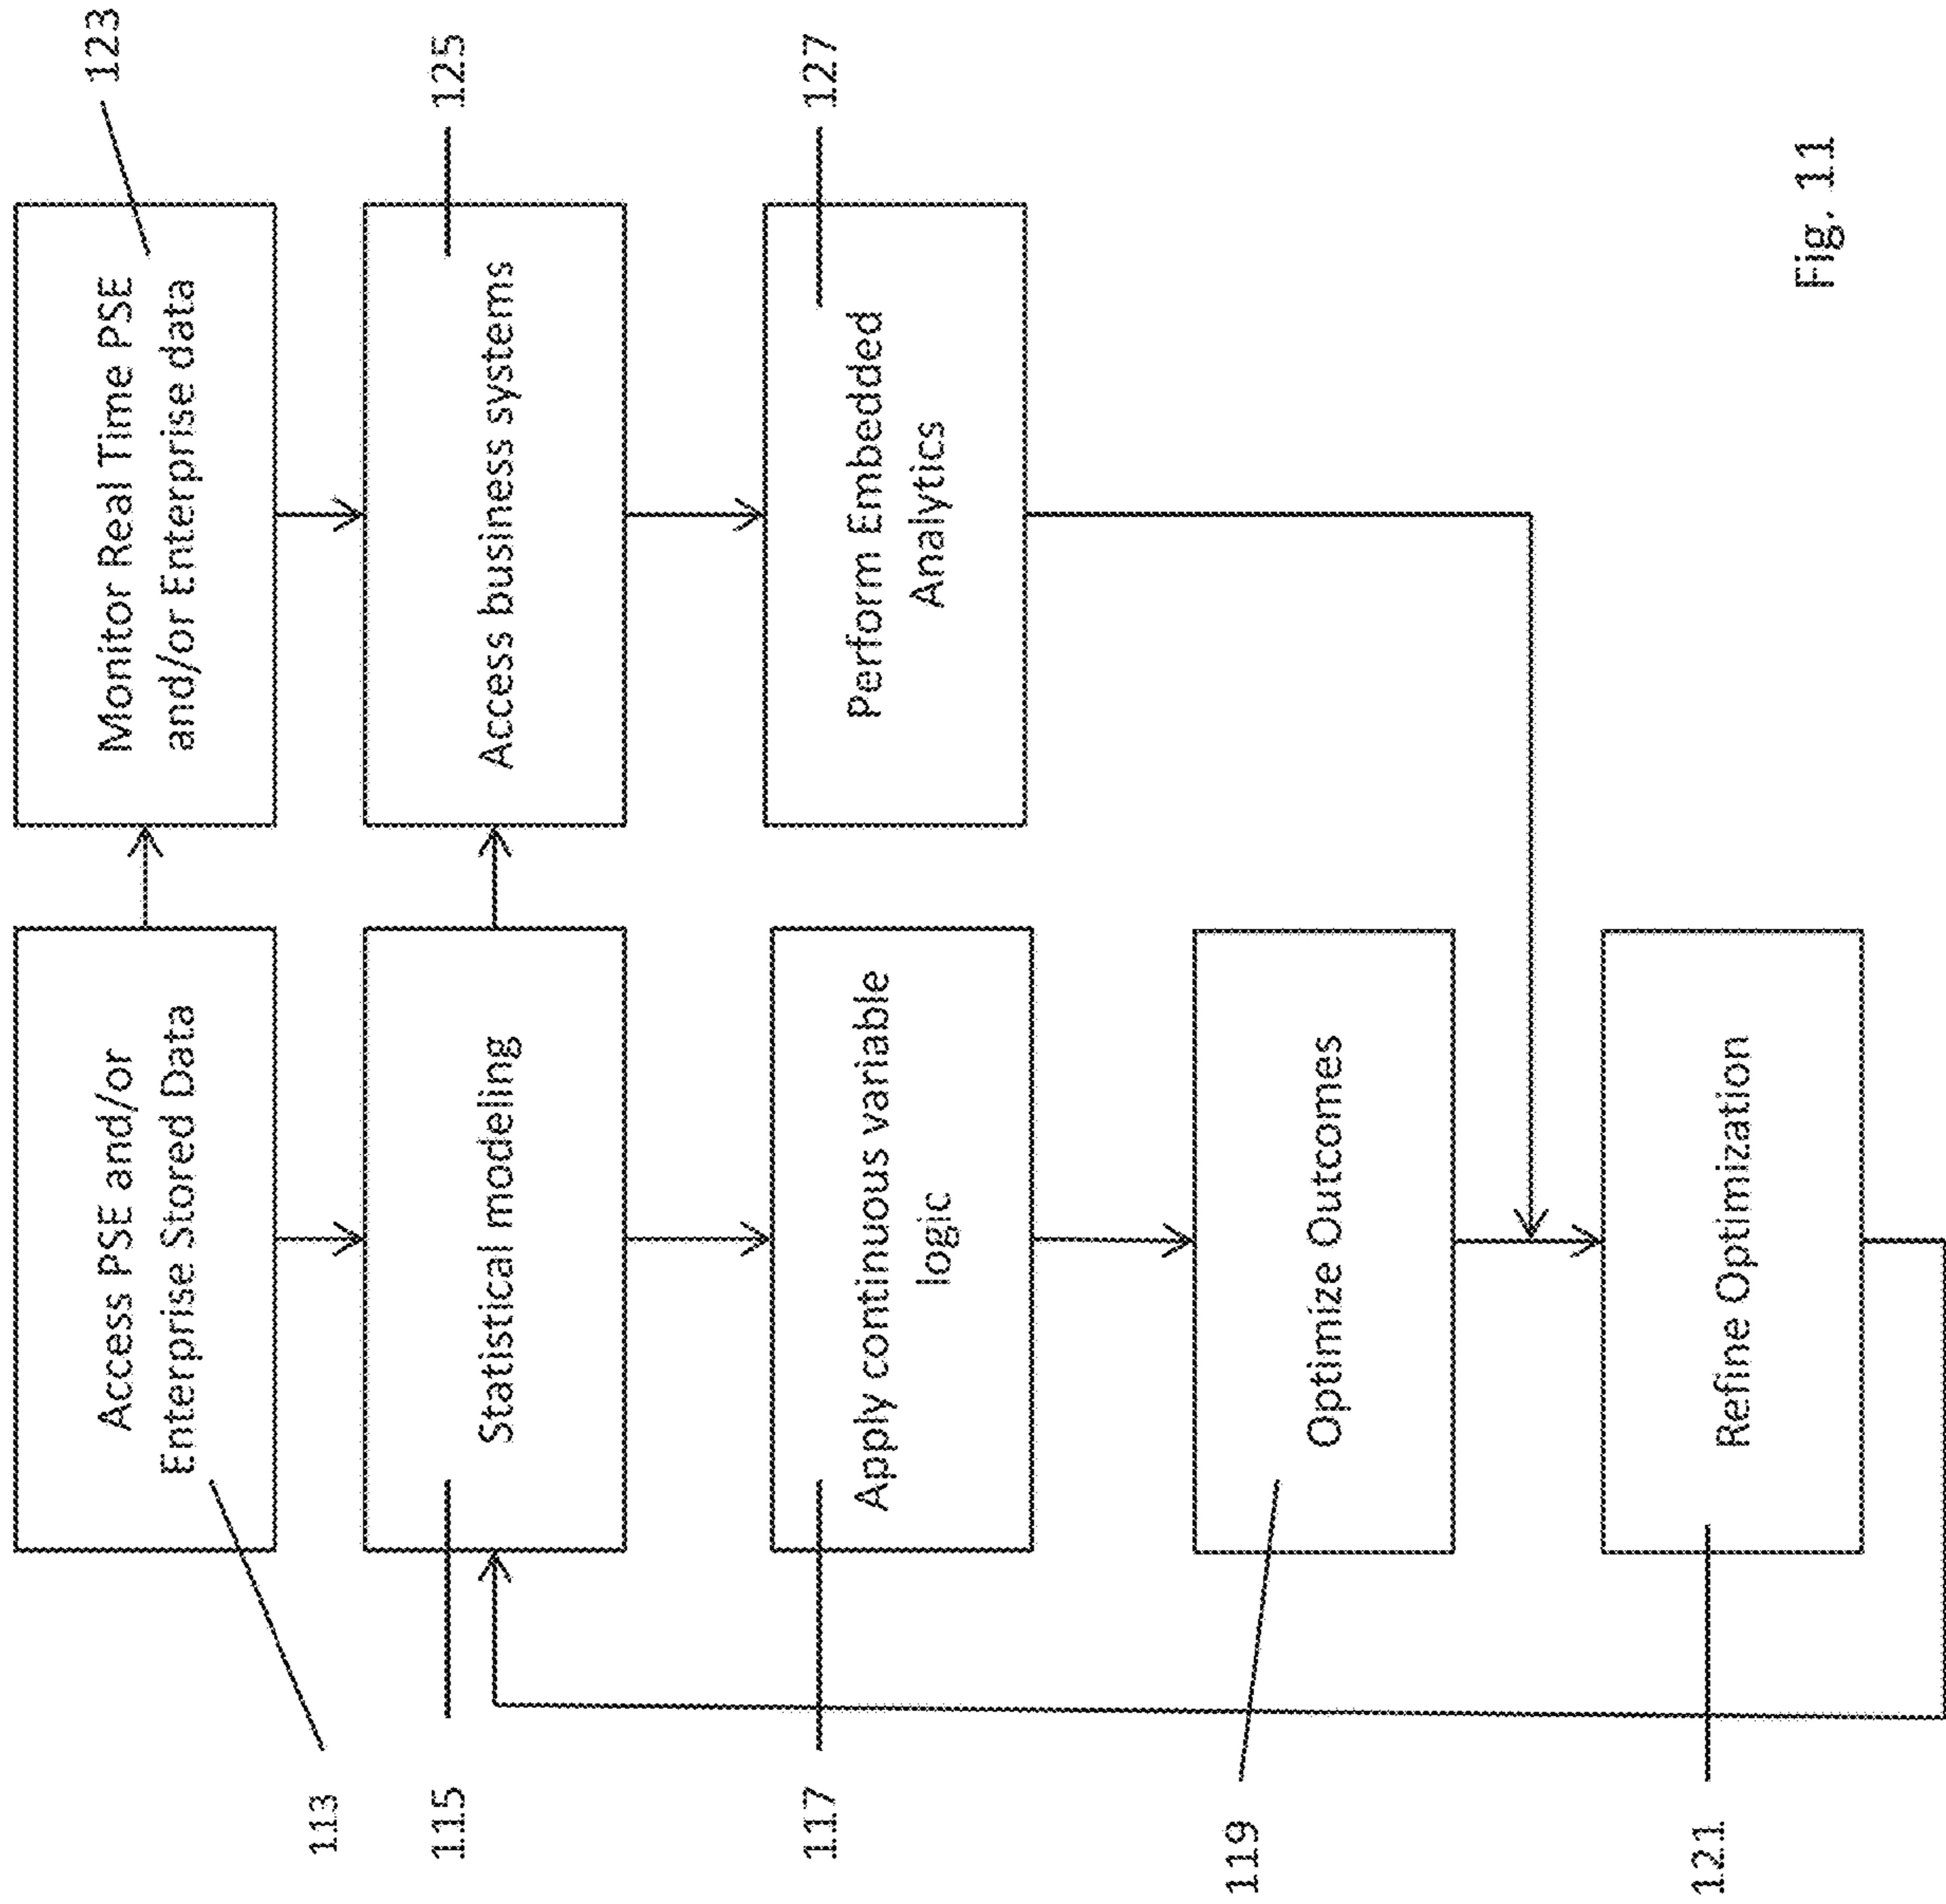 113
Access PSE and/or
Enterprise Stored Data
115
Statistical modeling
117
Apply continuous variable
logic
119
Optimize Outcomes
121
Refine Optimization
Monitor Real Time PSE
and/or Enterprise data
123
Access business systems
125
Perform Embedded
Analytics
127
Fig. 11